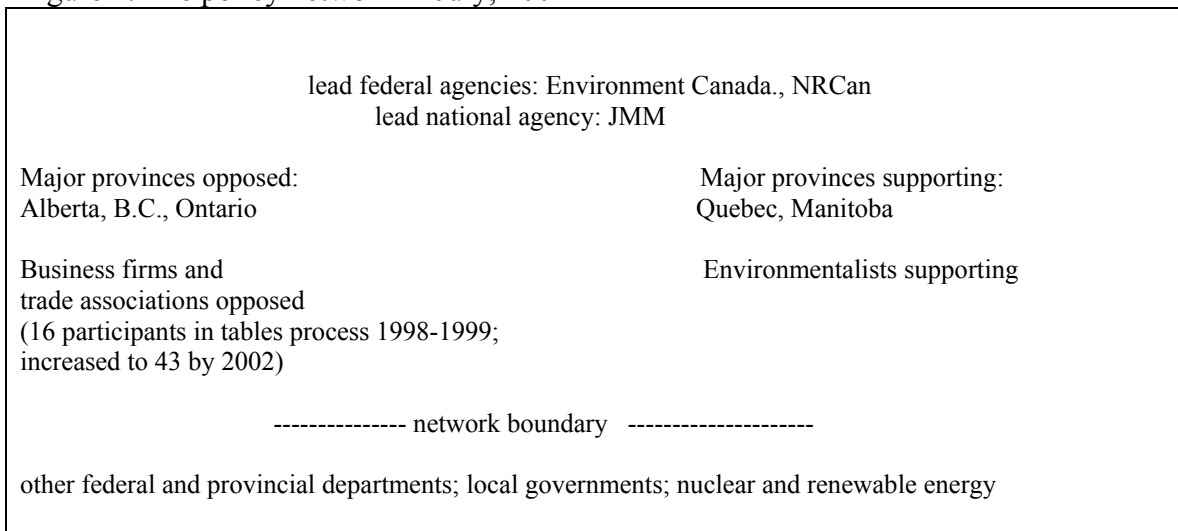 lead federal agencies: Environment Canada., NRCan
lead national agency: JMM
Major provinces opposed:
Alberta, B.C., Ontario
Major provinces supporting:
Quebec, Manitoba
Business firms and
trade associations opposed
(16 participants in tables process 1998-1999;
increased to 43 by 2002)
Environmentalists supporting
--------------- network boundary ---------------------
other federal and provincial departments; local governments; nuclear and renewable energy